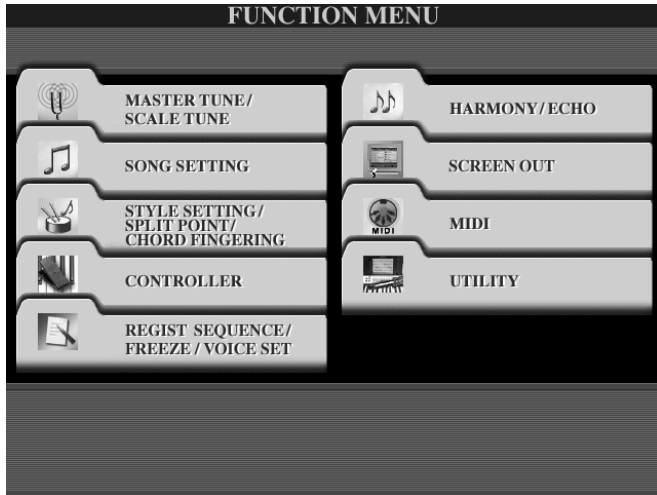 FUNCTION MENU
MASTER TUNE/
SCALE TUNE
SONG SETTING
STYLE SETTING/
SPLIT POINT/
CHORD FINGERING
CONTROLLER
REGIST SEQUENCE/
FREEZE / VOICE SET
HARMONY/ECHO
SCREEN OUT
MIDI
MIDI
UTILITY